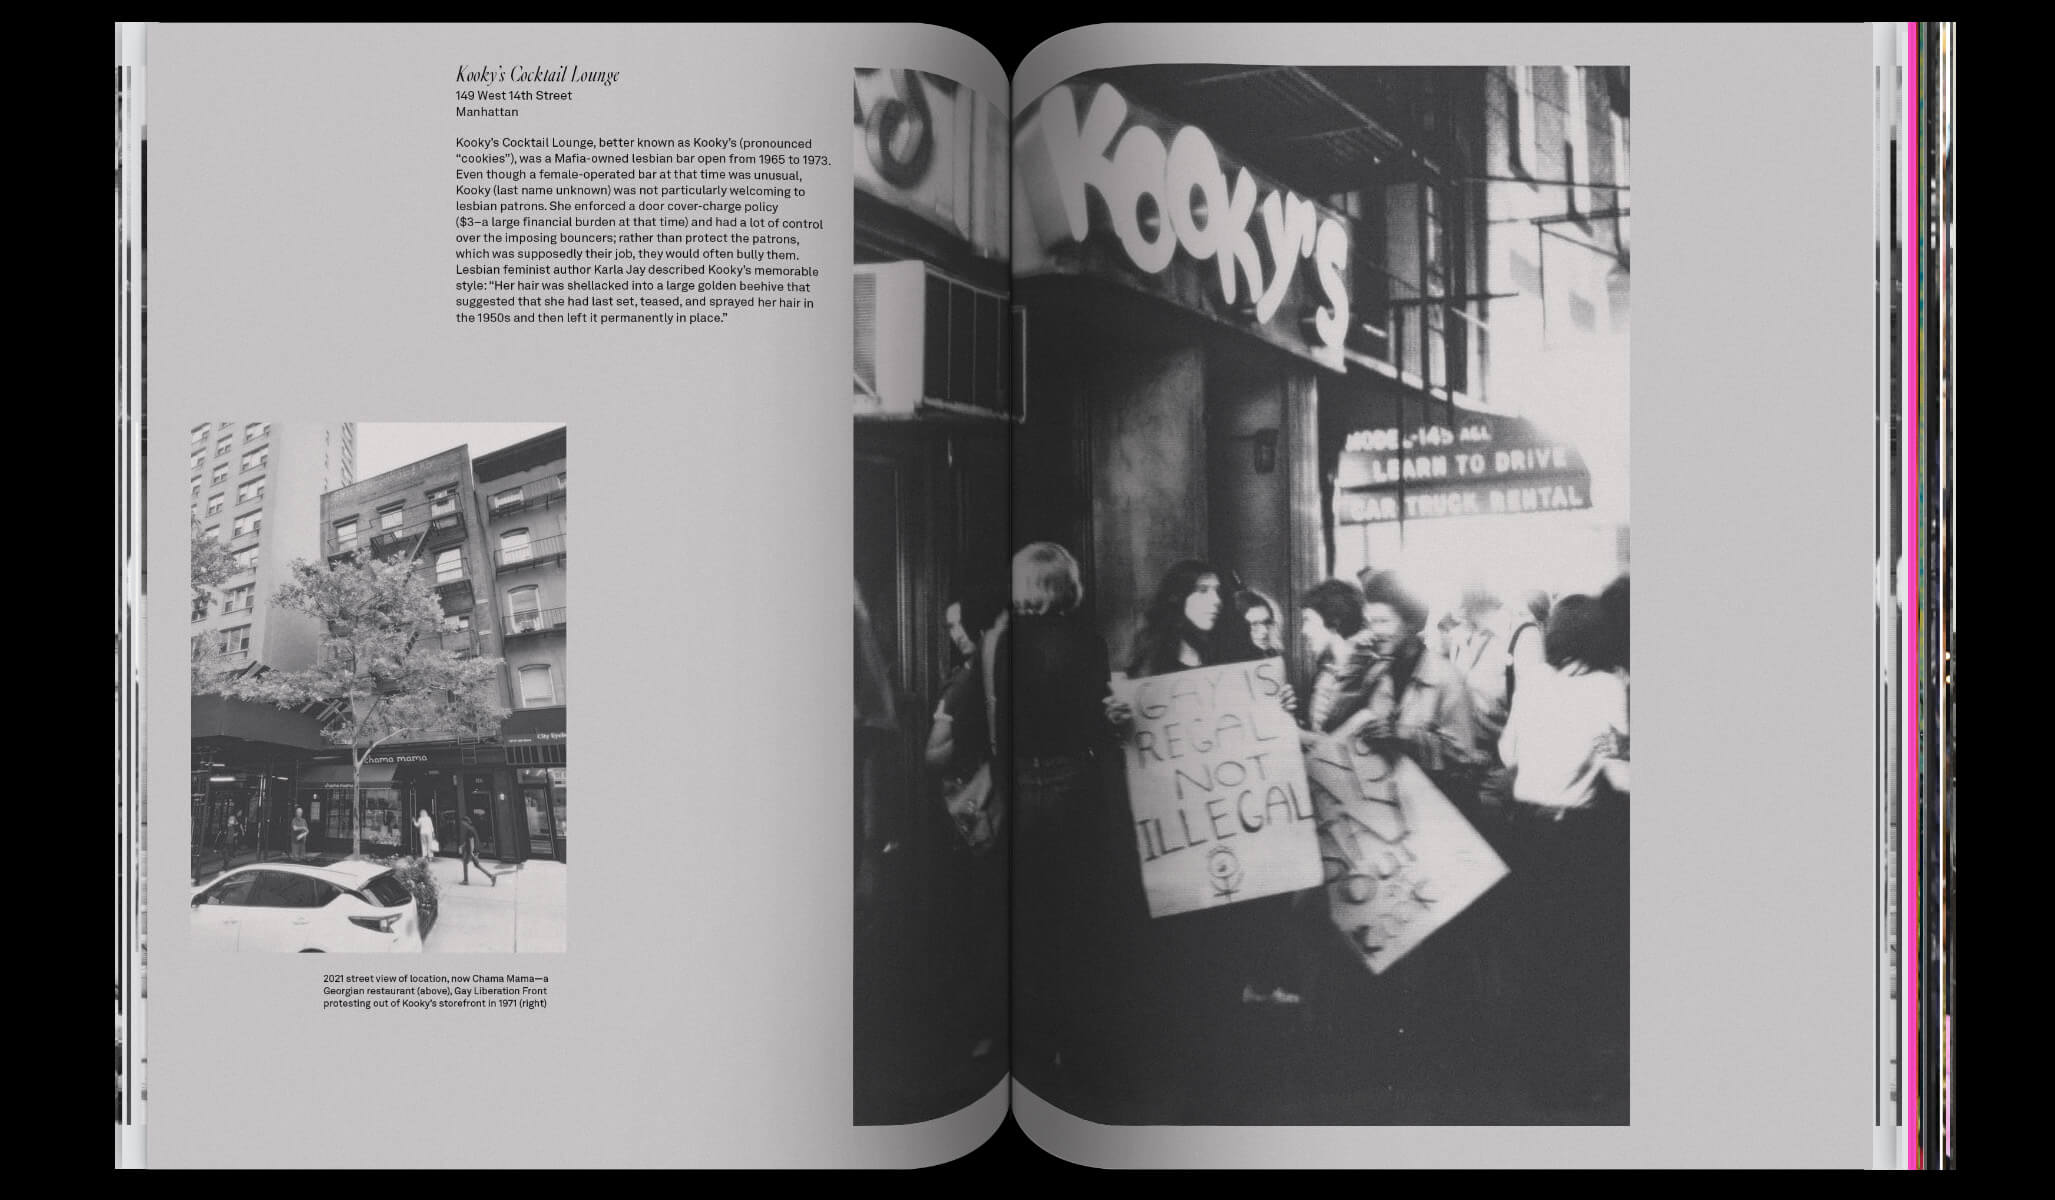 Kooky's Cocktail Lounge
149 West 14th Street
Manhattan
Kooky's Cocktail Lounge, better known as Kooky's (pronounced
“cookies”), was a Mafia-owned lesbian bar open from 1965 to 1973.
Even though a female-operated bar at that time was unusual,
Kooky (last name unknown) was not particularly welcoming to
lesbian patrons. She enforced a door cover-charge policy
($3–a large financial burden at that time) and had a lot of control
over the imposing bouncers; rather than protect the patrons,
which was supposedly their job, they would often bully them.
Lesbian feminist author Karla Jay described Kooky's memorable
style: “Her hair was shellacked into a large golden beehive that
suggested that she had last set, teased, and sprayed her hair in
the 1950s and then left it permanently in place.”
chama mama
chama mama
City
2021 street view of location, now Chama Mama—a
Georgian restaurant (above), Gay Liberation Front
protesting out of Kooky's storefront in 1971 (right)
KOOKY'S
ALL
LEARN TO DRIVE
CAR TRUCK RENTAL
GAY IS
REGAL
NOT
ILLEGAL